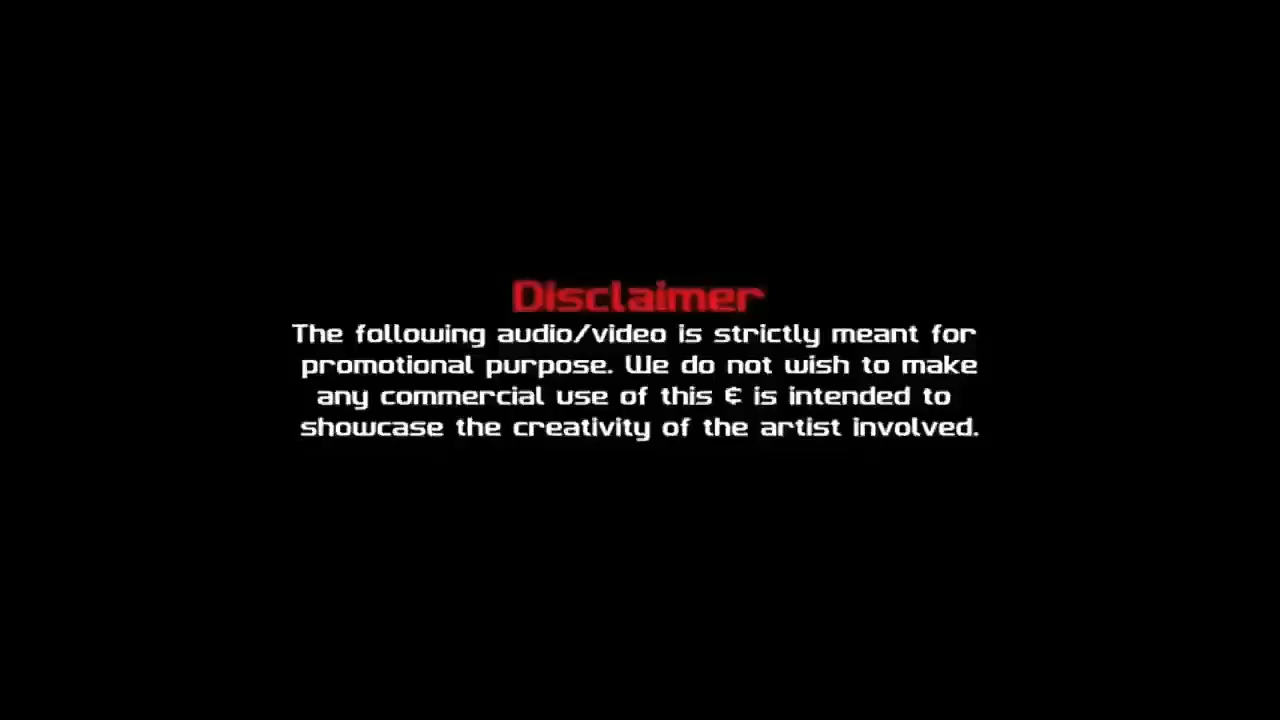 Disclaimer
The following audio/video is strictly meant for
promotional purpose. We do not wish to make
any commercial use of this & is intended to
showcase the creativity of the artist involved.